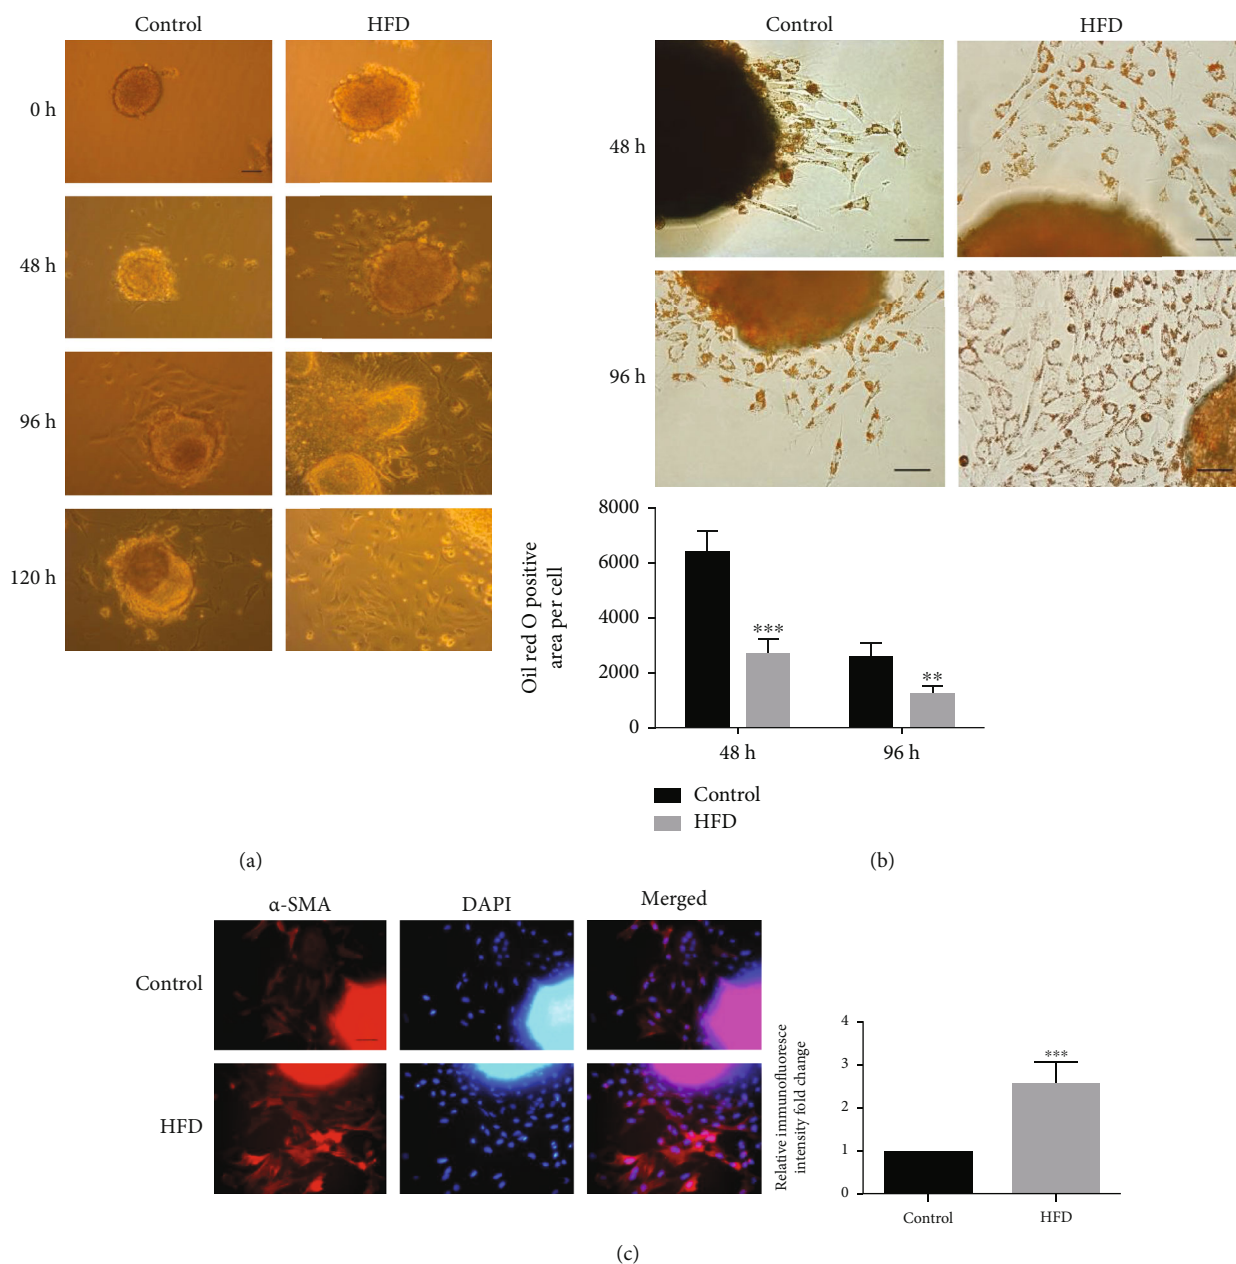 Control HFD
0 h
48 h
96 h
120 h
(a)
Control HFD
48 h
96 h
Oil red O positive
area per cell
8000
6000
4000
2000
0
***
**
48 h 96 h
Control
HFD
(b)
α-SMA DAPI Merged
Control
HFD
Relative immunofluoresce
intensity fold change
4
3
2
1
0
***
Control HFD
(c)